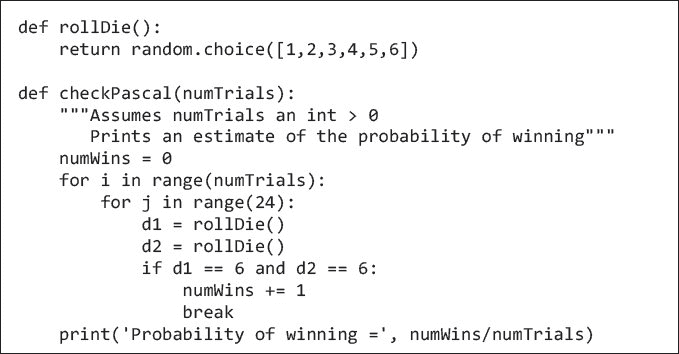 def rollDie():
    return random.choice([1,2,3,4,5,6])

def checkPascal(numTrials):
    """Assumes numTrials an int > 0
       Prints an estimate of the probability of winning"""
    numWins = 0
    for i in range(numTrials):
        for j in range(24):
            d1 = rollDie()
            d2 = rollDie()
            if d1 == 6 and d2 == 6:
                numWins += 1
                break
    print('Probability of winning =', numWins/numTrials)